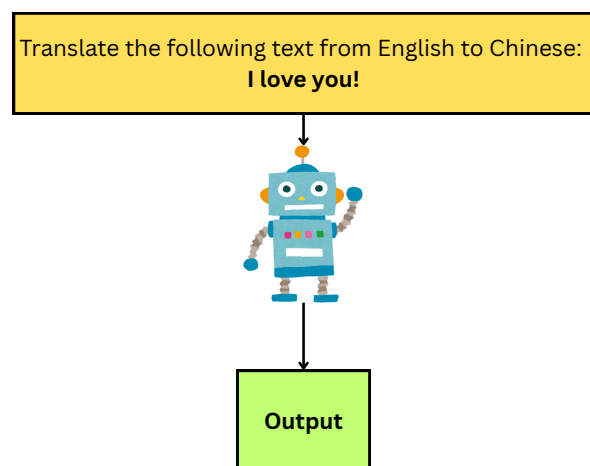 Translate the following text from English to Chinese:
I love you!
Output